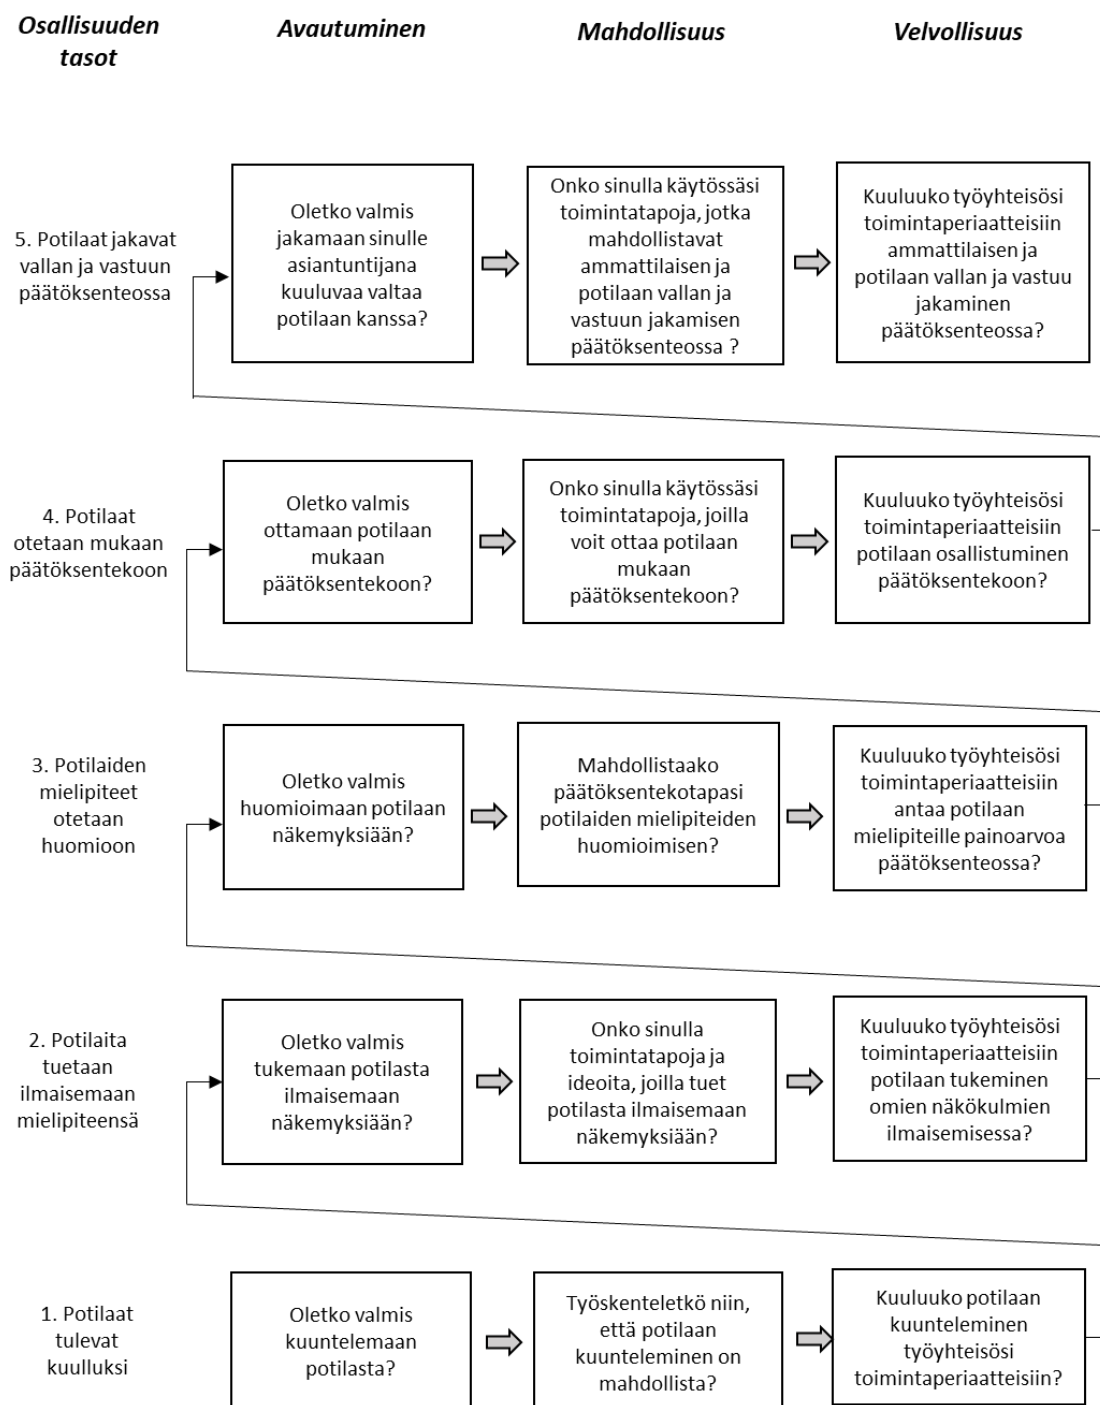 Osallisuuden
tasot
Avautuminen
Mahdollisuus
Velvollisuus
5. Potilaat jakavat
vallan ja vastuun
päätöksenteossa
Oletko valmis
jakamaan sinulle
asiantuntijana
kuuluvaa valtaa
potilaan kanssa?
Onko sinulla käytössäsi
toimintatapoja, jotka
mahdollistavat
ammattilaisen ja
potilaan vallan ja
vastuun jakamisen
päätöksenteossa ?
Kuuluuko työyhteisösi
toimintaperiaatteisiin
ammattilaisen ja
potilaan vallan ja vastuu
jakaminen
päätöksenteossa?
4. Potilaat
otetaan mukaan
päätöksentekoon
Oletko valmis
ottamaan potilaan
mukaan
päätöksentekoon?
Onko sinulla käytössäsi
toimintatapoja, joilla
voit ottaa potilaan
mukaan
päätöksentekoon?
Kuuluuko työyhteisösi
toimintaperiaatteisiin
potilaan osallistuminen
päätöksentekoon?
3. Potilaiden
mielipiteet
otetaan
huomioon
Oletko valmis
huomioimaan potilaan
näkemyksiään?
Mahdollistaako
päätöksentekotapasi
potilaiden mielipiteiden
huomioimisen?
Kuuluuko työyhteisösi
toimintaperiaatteisiin
antaa potilaan
mielipiteille painoarvoa
päätöksenteossa?
2. Potilaita
tuetaan
ilmaisemaan
mielipiteensä
Oletko valmis
tukemaan potilasta
ilmaisemaan
näkemyksiään?
Onko sinulla
toimintatapoja ja
ideoita, joilla tuet
potilasta ilmaisemaan
näkemyksiään?
Kuuluuko työyhteisösi
toimintaperiaatteisiin
potilaan tukeminen
omien näkökulmien
ilmaisemisessa?
1. Potilaat
tulevat
kuulluksi
Oletko valmis
kuuntelemaan
potilasta?
Työskenteletkö niin,
että potilaan
kuunteleminen on
mahdollista?
Kuuluuko potilaan
kuunteleminen
työyhteisösi
toimintaperiaatteisiin?